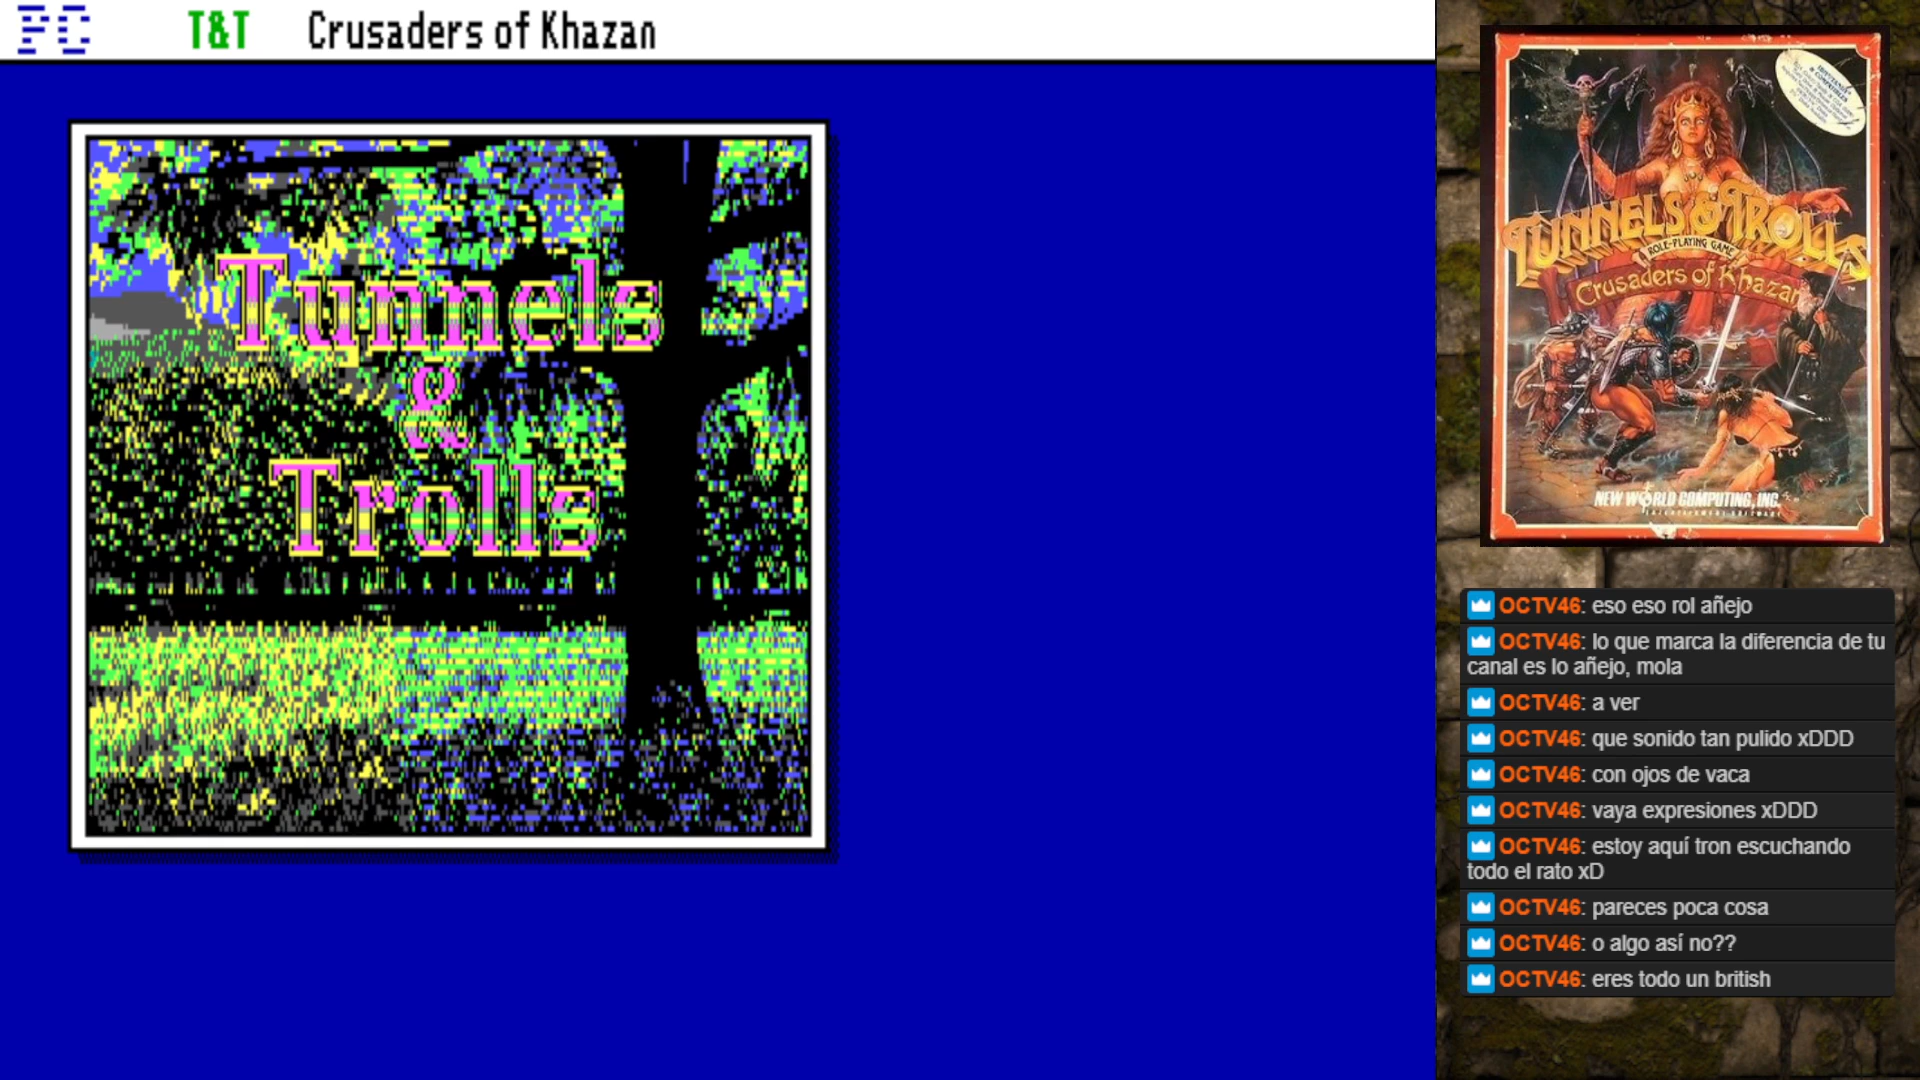 FC T&T Crusaders of Khazan
Tunnels
&
Trolls
TUNNELS & TROLLS
ROLE-PLAYING GAME
Crusaders of Khazan
NEW WORLD COMPUTING, INC.
ENTERTAINMENT SOFTWARE
OCTV46: eso eso rol añejo
OCTV46: lo que marca la diferencia de tu
canal es lo añejo, mola
OCTV46: a ver
OCTV46: que sonido tan pulido xDDD
OCTV46: con ojos de vaca
OCTV46: vaya expresiones xDDD
OCTV46: estoy aquí tron escuchando
todo el rato xD
OCTV46: pareces poca cosa
OCTV46: o algo así no??
OCTV46: eres todo un british